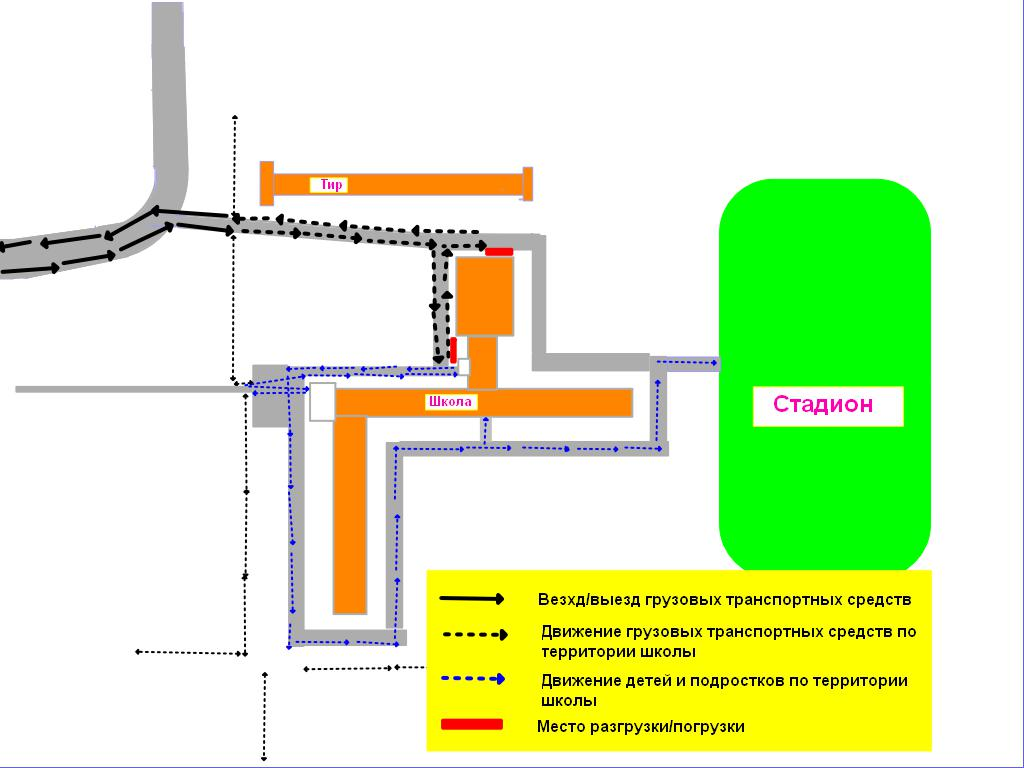 Тир
Школа
Стадион
Везхд/выезд грузовых транспортных средств
Движение грузовых транспортных средств по
территории школы
Движение детей и подростков по территории
школы
Место разгрузки/погрузки